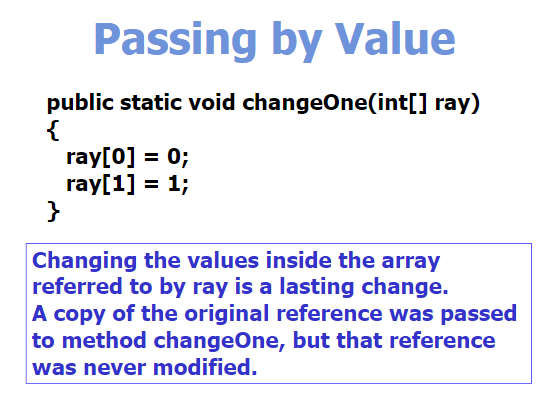 Passing by Value
public static void changeOne(int[] ray)
{
ray[0] = 0;
ray[1] = 1;
}
Changing the values inside the array
referred to by ray is a lasting change.
A copy of the original reference was passed
to method changeOne, but that reference
was never modified.